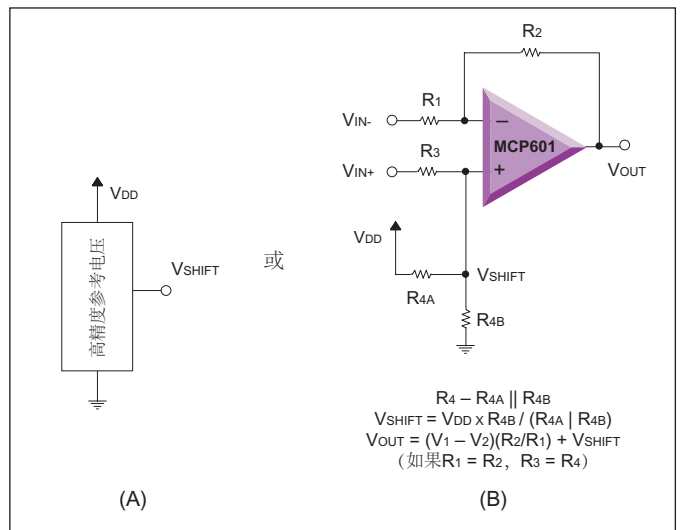 R2
R1
VIN-
−
MCP601
R3
VIN+
+
VOUT
VDD
VDD
高精度参考电压
VSHIFT
或
VSHIFT
R4A
R4B
R4 – R4A || R4B
VSHIFT = VDD X R4B / (R4A | R4B)
VOUT = (V1 – V2)(R2/R1) + VSHIFT
（如果R1 = R2，R3 = R4）
(A)
(B)